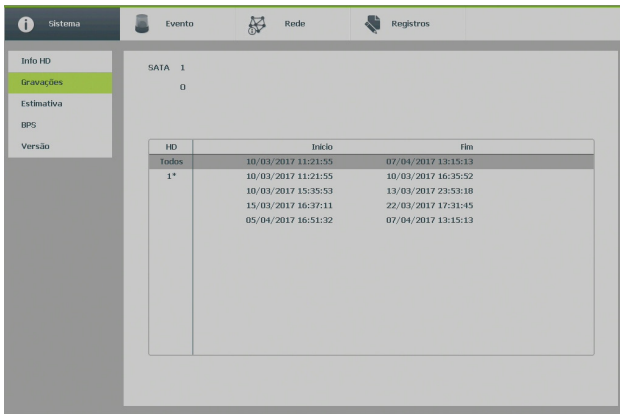 Sistema Evento Rede Registros
Info HD
Gravações
Estimativa
BPS
Versão
SATA 1
O
HD Início Fim
Todos 10/03/2017 11:21:55 07/04/2017 13:15:13
1* 10/03/2017 11:21:55 10/03/2017 16:35:52
10/03/2017 15:35:53 13/03/2017 23:53:18
15/03/2017 16:37:11 22/03/2017 17:31:45
05/04/2017 16:51:32 07/04/2017 13:15:13